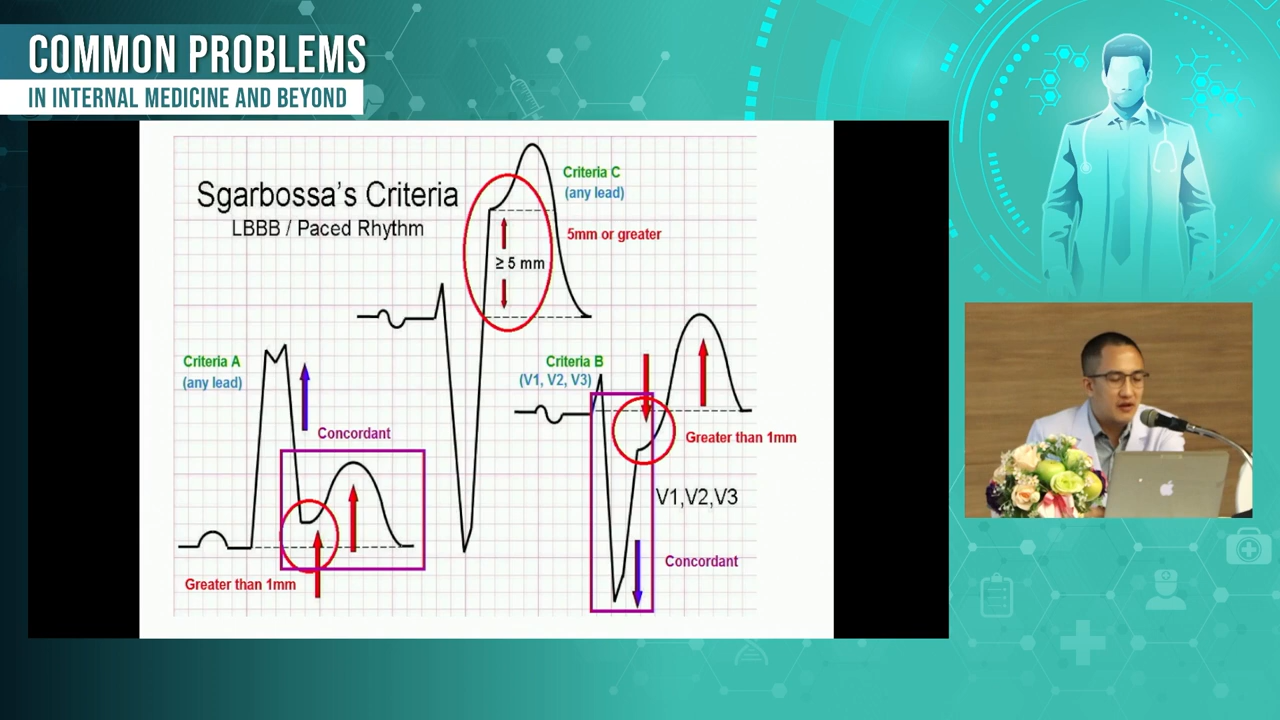 COMMON PROBLEMS
IN INTERNAL MEDICINE AND BEYOND
Sgarbossa's Criteria
LBBB / Paced Rhythm
Criteria C
(any lead)
5mm or greater
≥ 5 mm
Criteria A
(any lead)
Concordant
Greater than 1mm
Criteria B
(V1, V2, V3)
Greater than 1mm
V1,V2,V3
Concordant